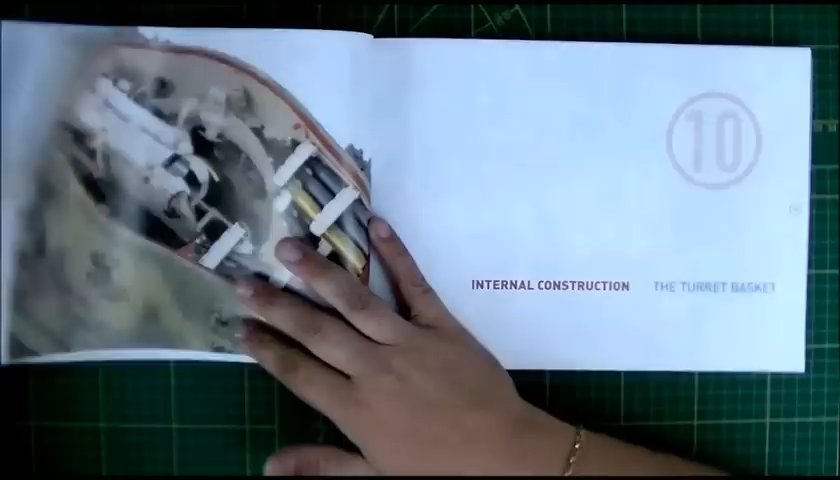 10
INTERNAL CONSTRUCTION THE TURRET BASKET